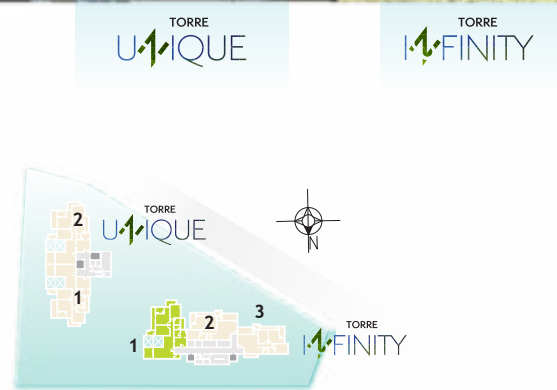 TORRE
UNIQUE
TORRE
INFINITY
2
TORRE
UNIQUE
N
1
3
2
1
TORRE
INFINITY